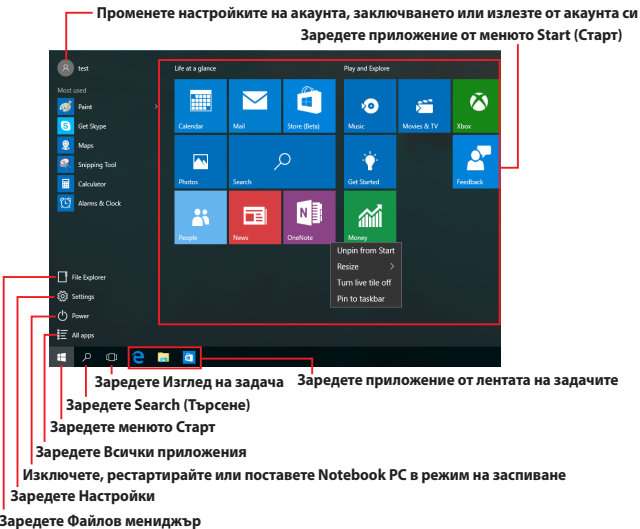 Променете настройките на акаунта, заключването или излезте от акаунта си
Заредете приложение от менюто Start (Старт)
test
Life at a glance
Play and Explore
Most used
Paint
Get Skype
Maps
Snipping Tool
Calculator
Alarms & Clock
Calendar
Mail
Store (Beta)
Music
Movies & TV
Xbox
Photos
Search
Get Started
Feedback
People
News
OneNote
Money
Unpin from Start
Resize
Turn live tile off
Pin to taskbar
File Explorer
Settings
Power
All apps
Заредете Изглед на задача
Заредете приложение от лентата на задачите
Заредете Search (Търсене)
Заредете менюто Старт
Заредете Всички приложения
Изключете, рестартирайте или поставете Notebook PC в режим на заспиване
Заредете Настройки
Заредете Файлов мениджър